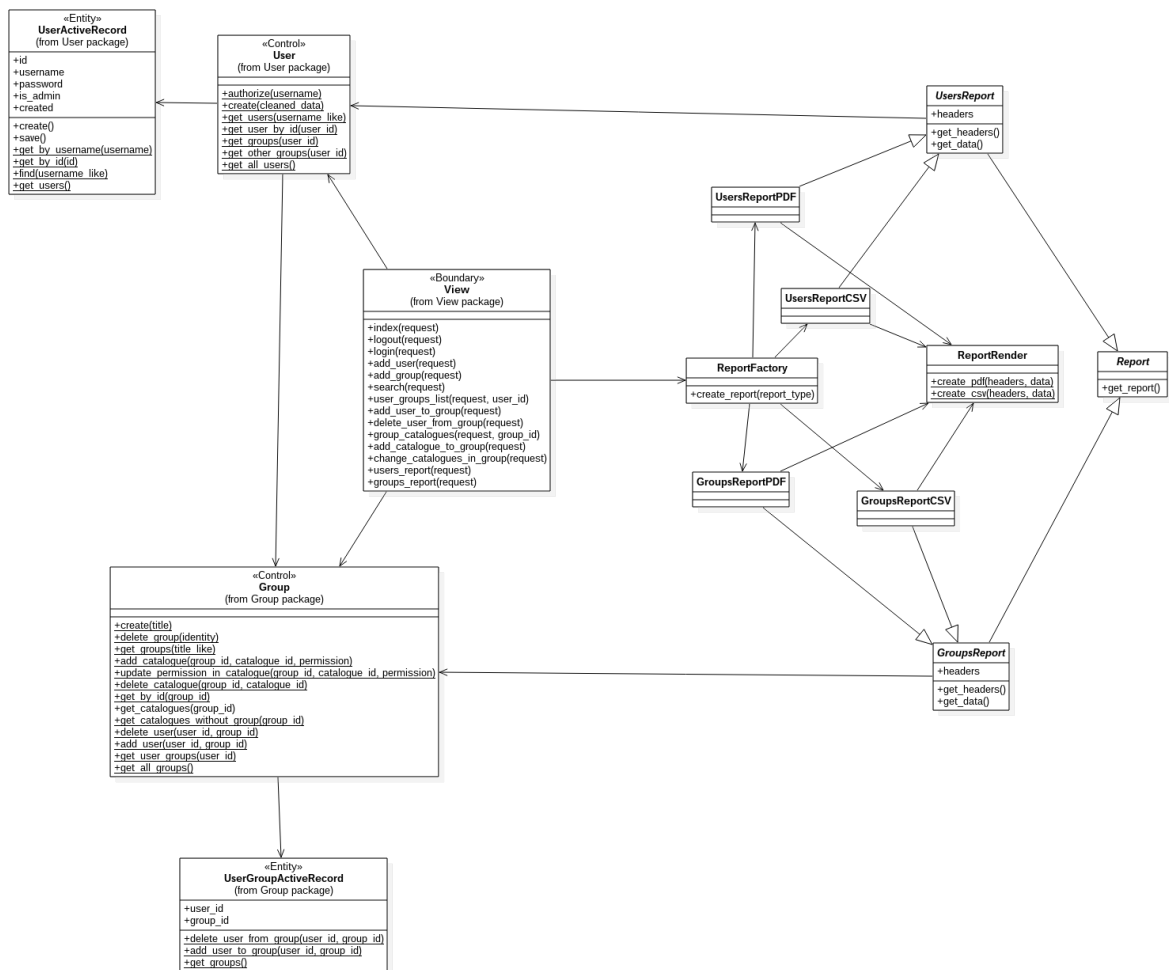 «Entity»
UserActiveRecord
(from User package)
+id
+username
+password
+is_admin
+created
+create()
+save()
+get_by_username(username)
+get_by_id(id)
+find(username_like)
+get_users()
«Control»
User
(from User package)
+authorize(username)
+create(cleaned_data)
+get_users(username_like)
+get_user_by_id(user_id)
+get_groups(user_id)
+get_other_groups(user_id)
+get_all_users()
UsersReport
+headers
+get_headers()
+get_data()
UsersReportPDF
«Boundary»
View
(from View package)
+index(request)
+logout(request)
+login(request)
+add_user(request)
+add_group(request)
+search(request)
+user_groups_list(request, user_id)
+add_user_to_group(request)
+delete_user_from_group(request)
+group_catalogues(request, group_id)
+add_catalogue_to_group(request)
+change_catalogues_in_group(request)
+users_report(request)
+groups_report(request)
UsersReportCSV
ReportFactory
+create_report(report_type)
ReportRender
+create_pdf(headers, data)
+create_csv(headers, data)
Report
+get_report()
GroupsReportPDF
GroupsReportCSV
«Control»
Group
(from Group package)
+create(title)
+delete_group(identity)
+get_groups(title_like)
+add_catalogue(group_id, catalogue_id, permission)
+update_permission_in_catalogue(group_id, catalogue_id, permission)
+delete_catalogue(group_id, catalogue_id)
+get_by_id(group_id)
+get_catalogues(group_id)
+get_catalogues_without_group(group_id)
+delete_user(user_id, group_id)
+add_user(user_id, group_id)
+get_user_groups(user_id)
+get_all_groups()
GroupsReport
+headers
+get_headers()
+get_data()
«Entity»
UserGroupActiveRecord
(from Group package)
+user_id
+group_id
+delete_user_from_group(user_id, group_id)
+add_user_to_group(user_id, group_id)
+get_groups()